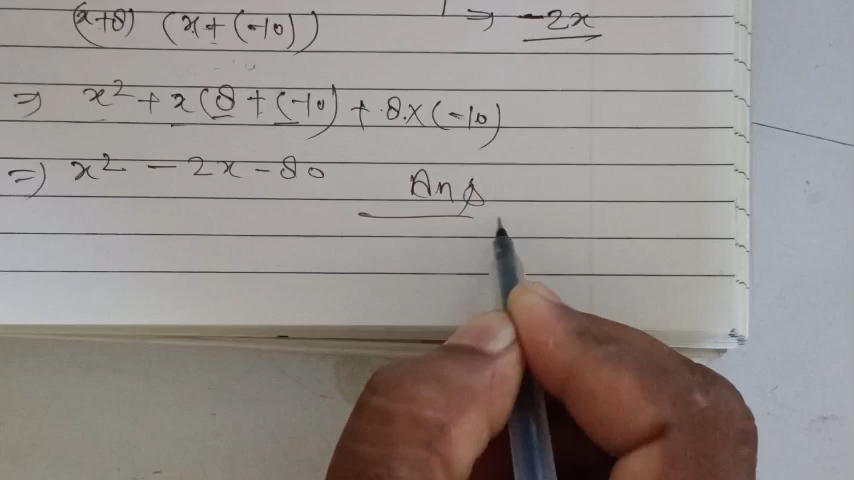 (x+8) (x+(-10)) | ⇒ -2x
⇒ x² + x(8+(-10) + 8×(-10)
⇒ x² - 2x - 80 Ans